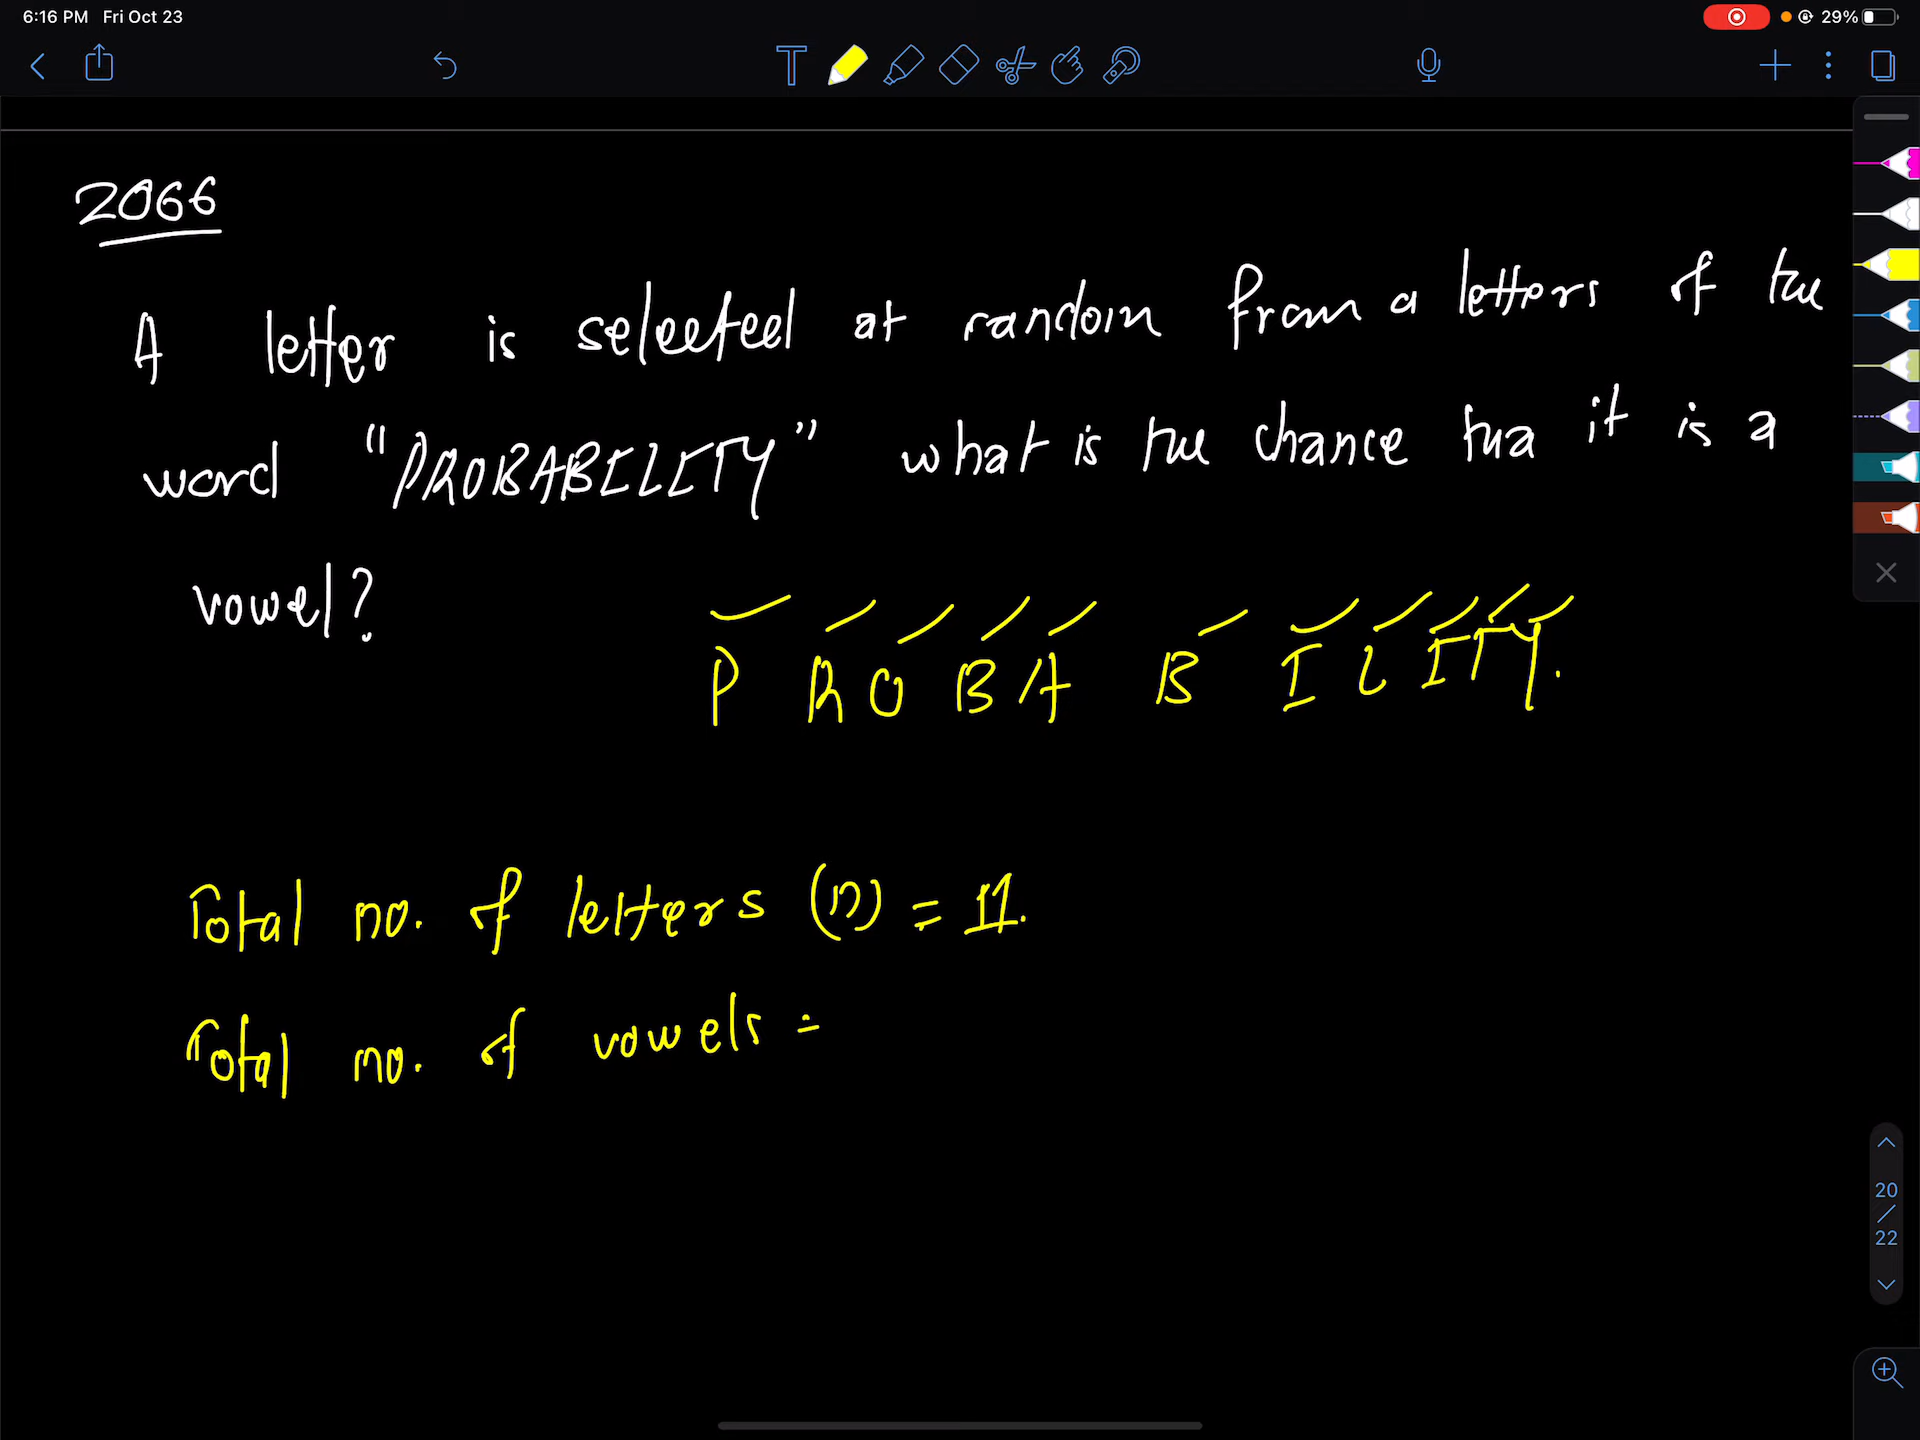 6:16 PM Fri Oct 23
29%
2066
A letter is selected at random from a letters of the
word "PROBABILITY" what is the chance tha it is a
vowel?
P R O B A B I L I T Y.
Total no. of letters (n) = 11.
Total no. of vowels =
20
/
22